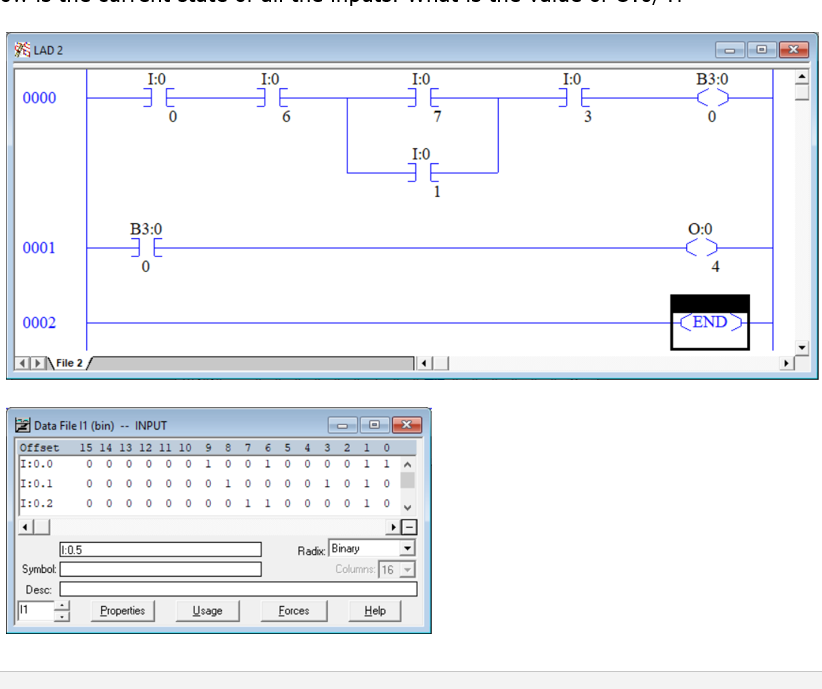 ow is the current state of all the inputs. What is the value of O:0/4?
LAD 2
I:0 I:0 I:0 I:0 B3:0
0000
0 6 7 3 0
I:0
1
B3:0 O:0
0001
0 4
0002 END
File 2
Data File I1 (bin) -- INPUT
Offset 15 14 13 12 11 10 9 8 7 6 5 4 3 2 1 0
I:0.0 0 0 0 0 0 0 1 0 0 1 0 0 0 0 1 1
I:0.1 0 0 0 0 0 0 0 1 0 0 0 0 1 0 1 0
I:0.2 0 0 0 0 0 0 0 0 1 1 0 0 0 0 1 0
I:0.5 Radix: Binary
Symbol: Columns: 16
Desc:
I1 Properties Usage Forces Help